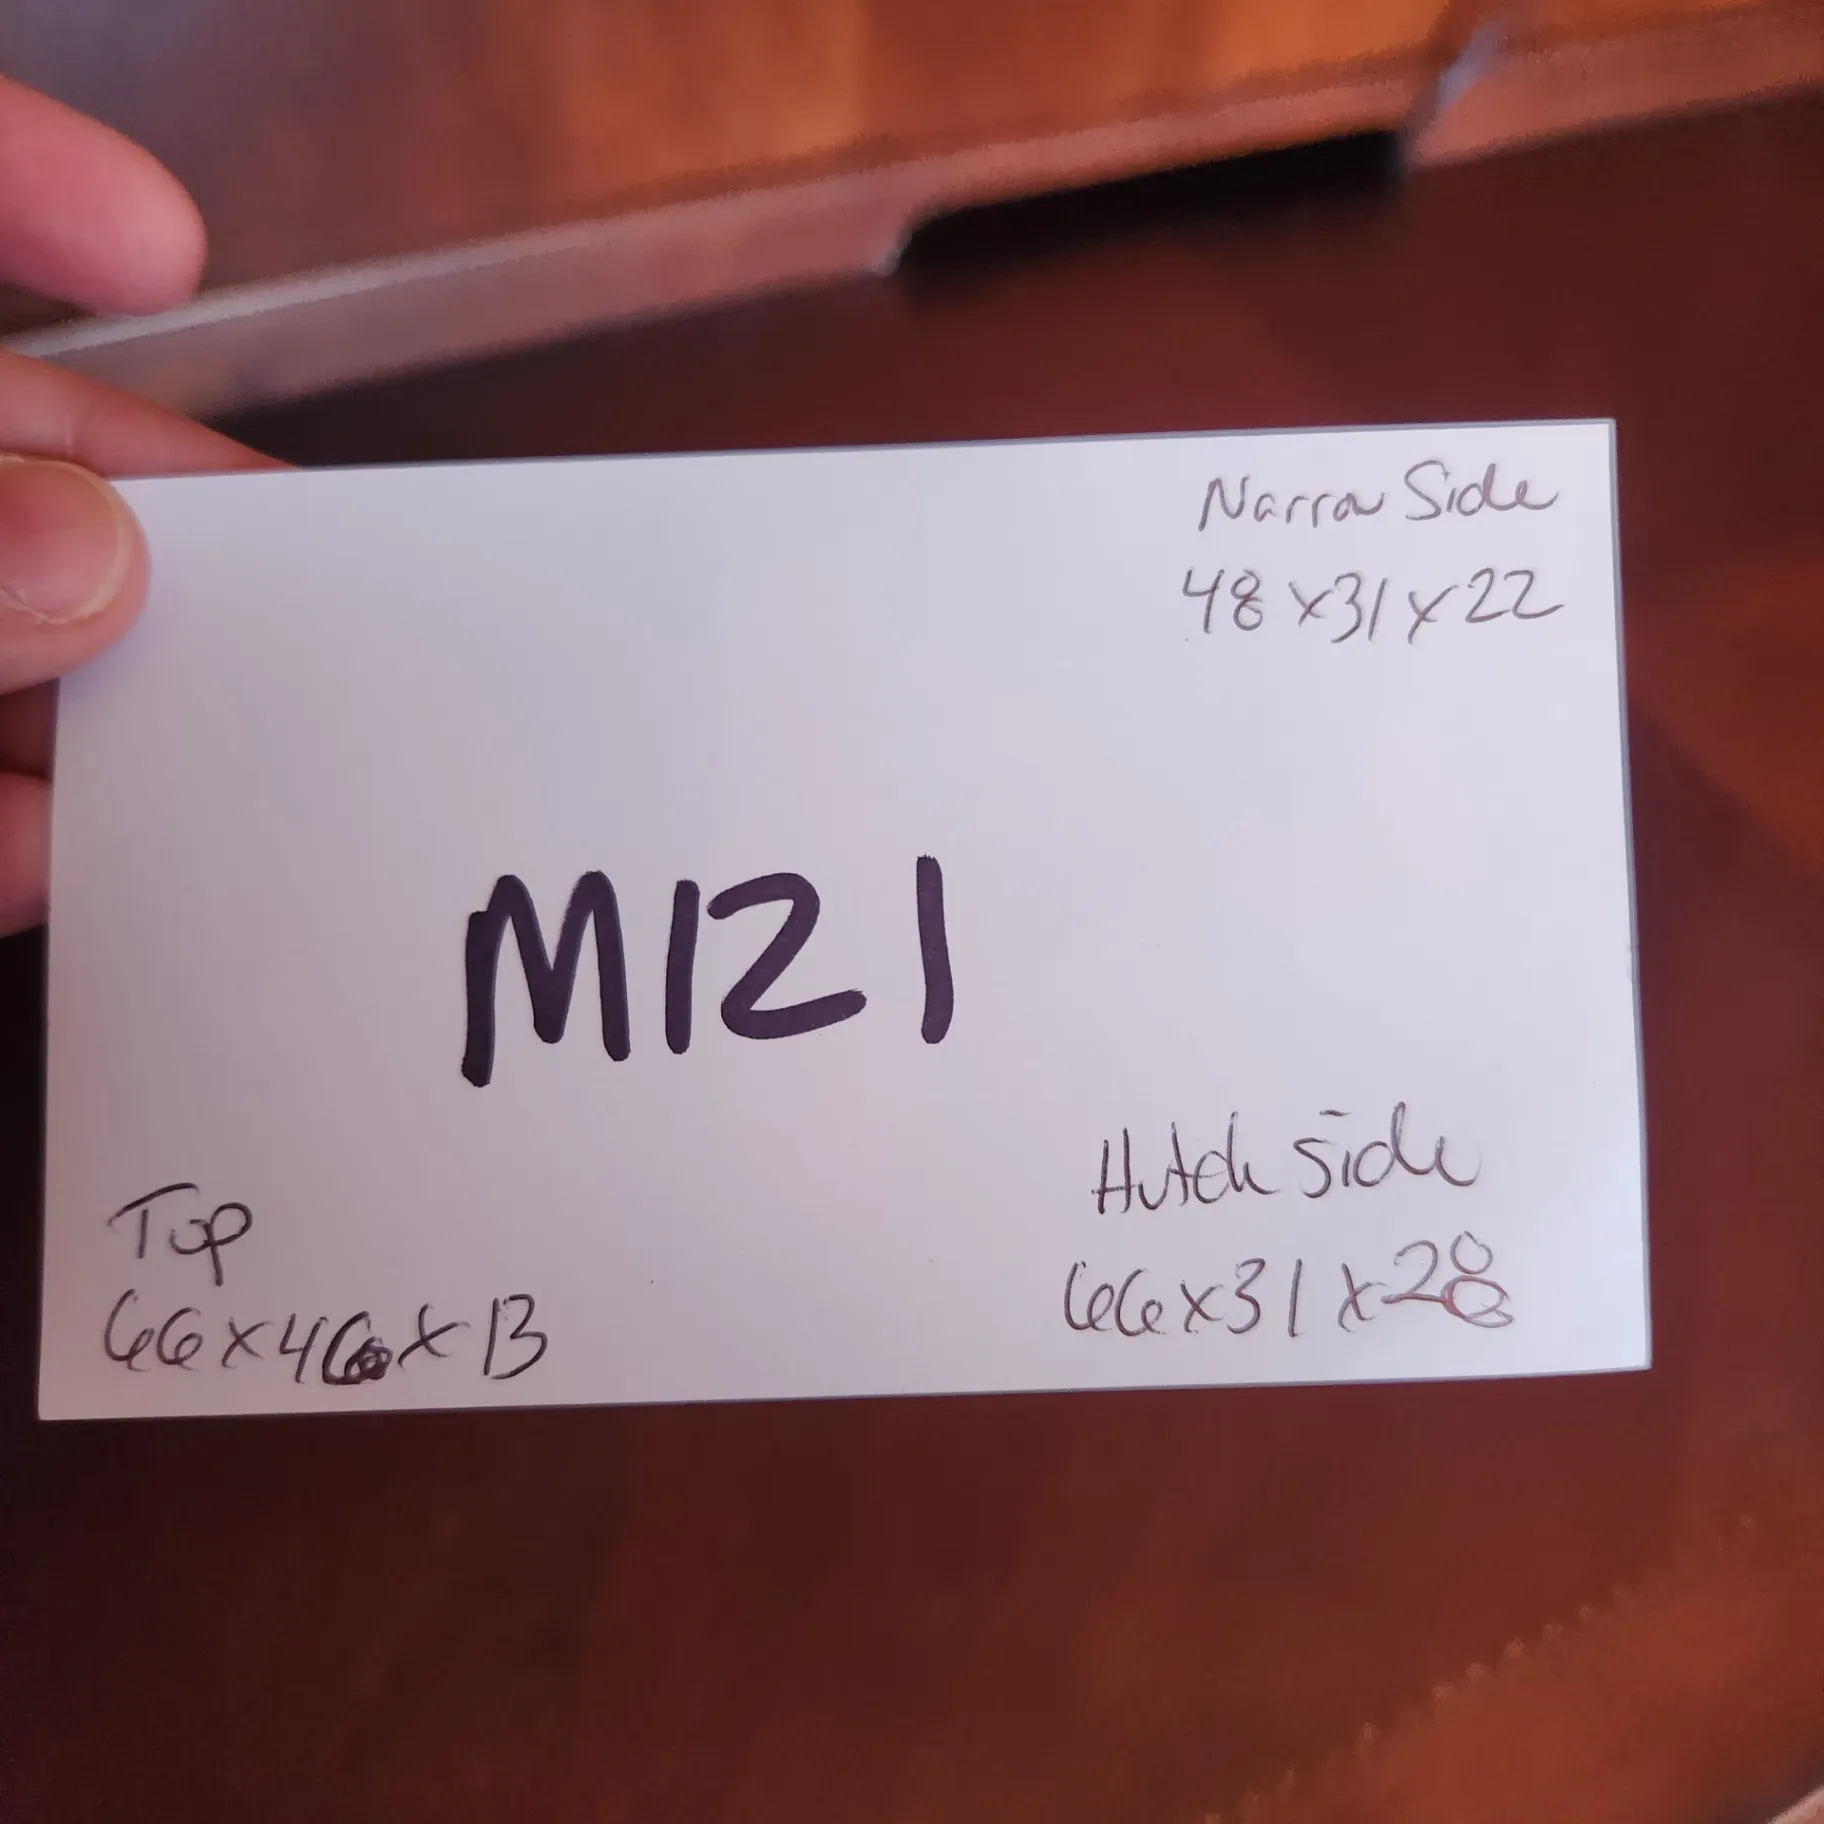 Narrow Side
48 x 31 x 22
M121
Hutch Side
66 x 31 x 28
Top
66 x 46 x 13